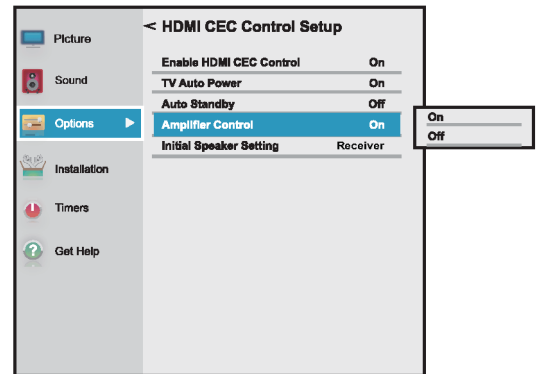 < HDMI CEC Control Setup
Picture
Sound
Options
Installation
Timers
Get Help
Enable HDMI CEC Control On
TV Auto Power On
Auto Standby Off
Amplifier Control On
Initial Speaker Setting Receiver
On
Off